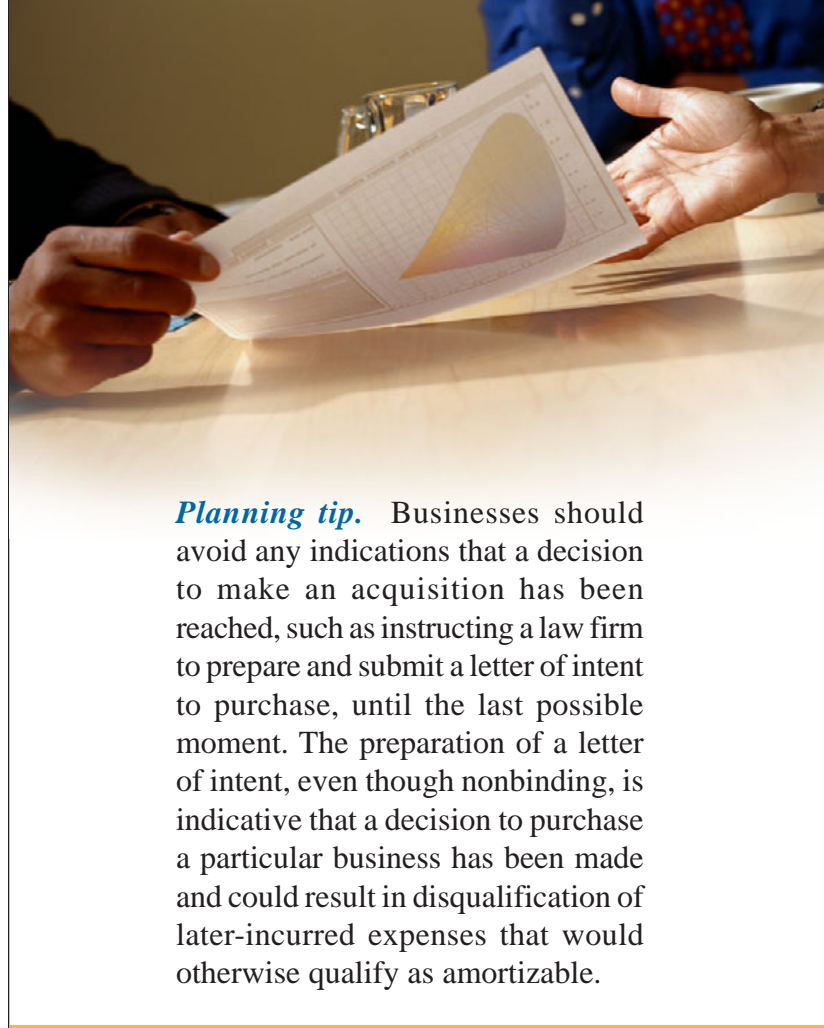 Planning tip. Businesses should
avoid any indications that a decision
to make an acquisition has been
reached, such as instructing a law firm
to prepare and submit a letter of intent
to purchase, until the last possible
moment. The preparation of a letter
of intent, even though nonbinding, is
indicative that a decision to purchase
a particular business has been made
and could result in disqualification of
later-incurred expenses that would
otherwise qualify as amortizable.